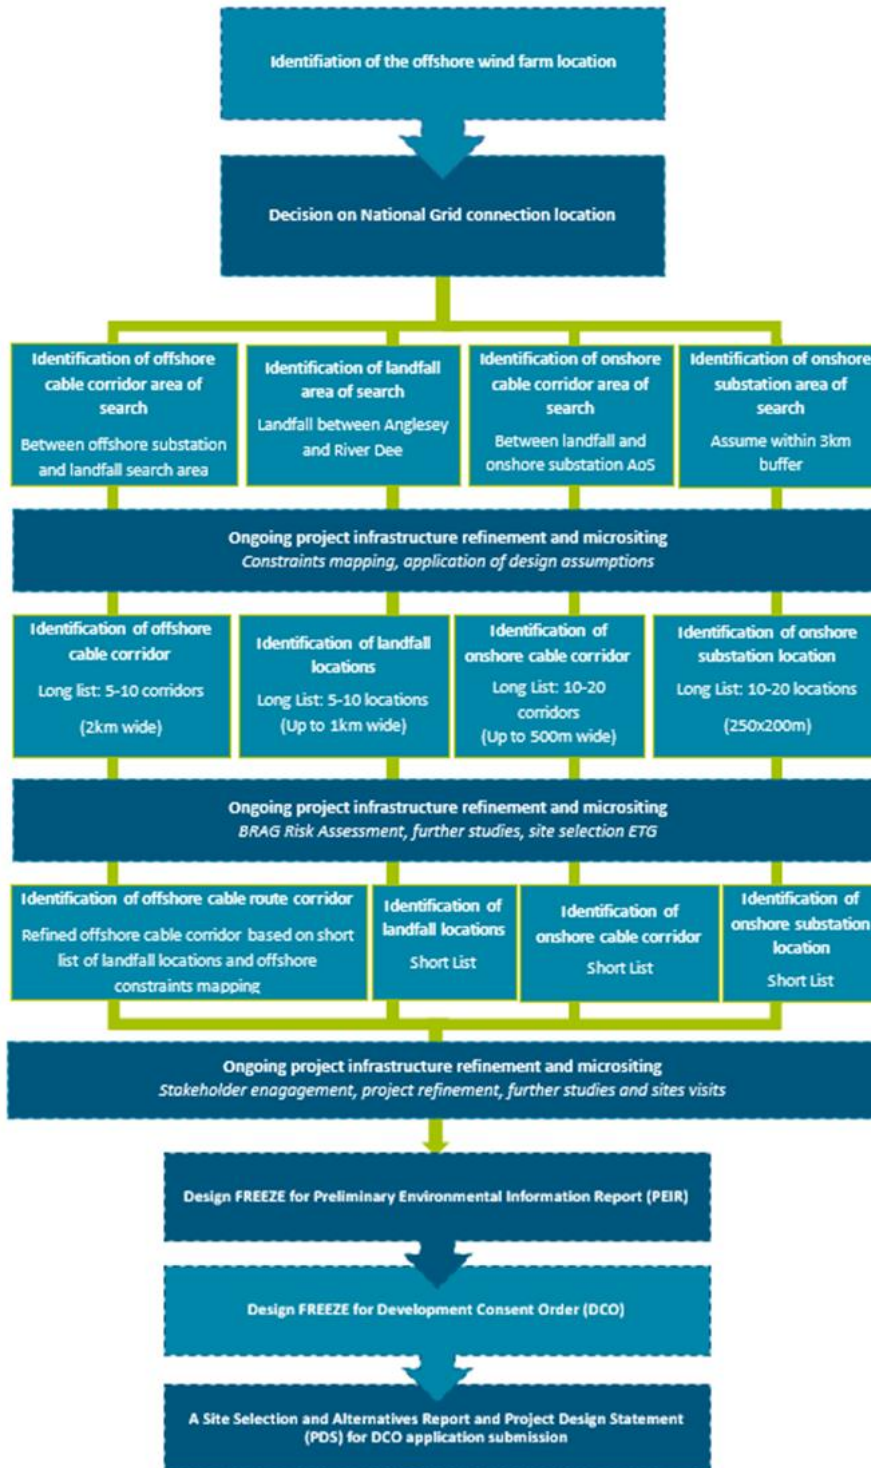 Identifiation of the offshore wind farm location
Decision on National Grid connection location
Identification of offshore
cable corridor area of
search
Between offshore substation
and landfall search area
Identification of landfall
area of search
Landfall between Anglesey
and River Dee
Identification of onshore
cable corridor area of
search
Between landfall and
onshore substation AoS
Identification of onshore
substation area of
search
Assume within 3km
buffer
Ongoing project infrastructure refinement and micrositing
Constraints mapping, application of design assumptions
Identification of offshore
cable corridor
Long list: 5-10 corridors
(2km wide)
Identification of landfall
locations
Long List: 5-10 locations
(Up to 1km wide)
Identification of
onshore cable corridor
Long List: 10-20
corridors
(Up to 500m wide)
Identification of onshore
substation location
Long List: 10-20 locations
(250x200m)
Ongoing project infrastructure refinement and micrositing
BRAG Risk Assessment, further studies, site selection ETG
Identification of offshore cable route corridor
Refined offshore cable corridor based on short
list of landfall locations and offshore
constraints mapping
Identification of
landfall locations
Short List
Identification of
onshore cable corridor
Short List
Identification of
onshore substation
location
Short List
Ongoing project infrastructure refinement and micrositing
Stakeholder enagagement, project refinement, further studies and sites visits
Design FREEZE for Preliminary Environmental Information Report (PEIR)
Design FREEZE for Development Consent Order (DCO)
A Site Selection and Alternatives Report and Project Design Statement
(PDS) for DCO application submission